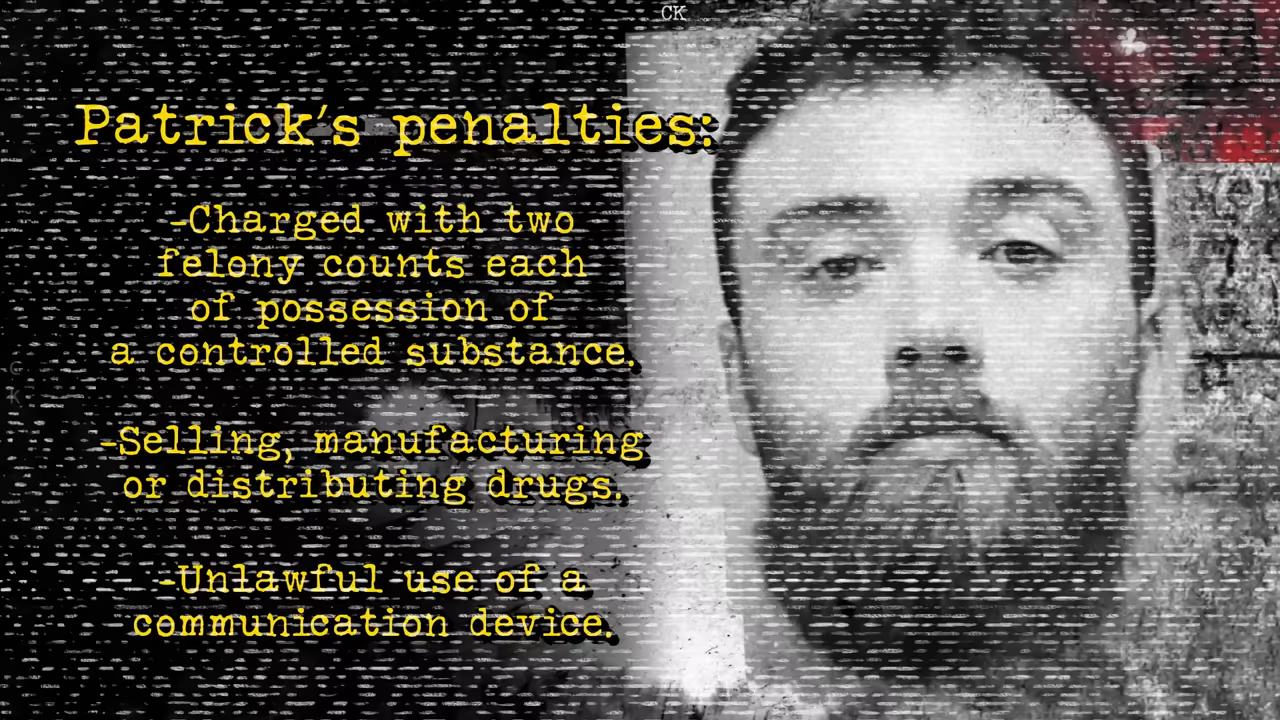 CK
Patrick's penalties:
-Charged with two
felony counts each
of possession of
a controlled substance.
-Selling, manufacturing
or distributing drugs.
-Unlawful use of a
communication device.